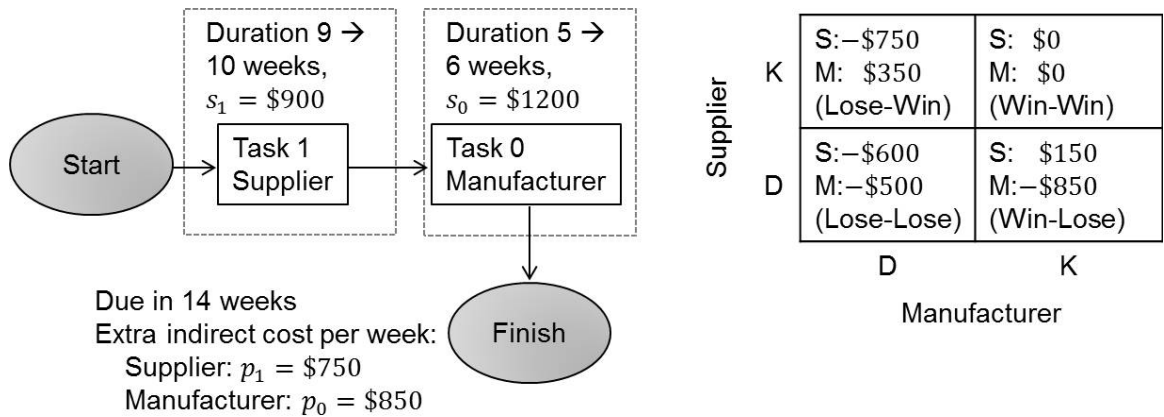 Start
Duration 9 →
10 weeks,
s₁ = $900
Task 1
Supplier
Duration 5 →
6 weeks,
s₀ = $1200
Task 0
Manufacturer
Finish
Due in 14 weeks
Extra indirect cost per week:
Supplier: p₁ = $750
Manufacturer: p₀ = $850
Supplier
K
S:−$750
M: $350
(Lose-Win)
S: $0
M: $0
(Win-Win)
D
S:−$600
M:−$500
(Lose-Lose)
S: $150
M:−$850
(Win-Lose)
D K
Manufacturer